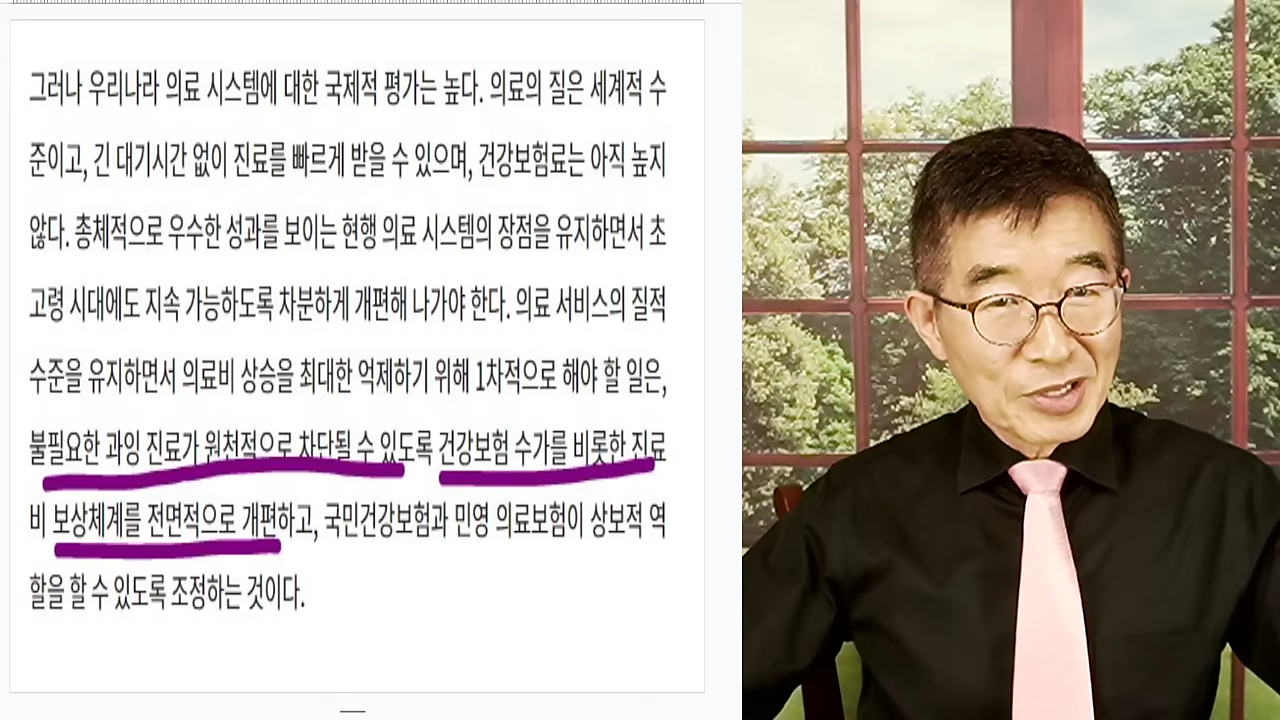 그러나 우리나라 의료 시스템에 대한 국제적 평가는 높다. 의료의 질은 세계적 수
준이고, 긴 대기시간 없이 진료를 빠르게 받을 수 있으며, 건강보험료는 아직 높지
않다. 총체적으로 우수한 성과를 보이는 현행 의료 시스템의 장점을 유지하면서 초
고령 시대에도 지속 가능하도록 차분하게 개편해 나가야 한다. 의료 서비스의 질적
수준을 유지하면서 의료비 상승을 최대한 억제하기 위해 1차적으로 해야 할 일은,
불필요한 과잉 진료가 원천적으로 차단될 수 있도록 건강보험 수가를 비롯한 진료
비 보상체계를 전면적으로 개편하고, 국민건강보험과 민영 의료보험이 상보적 역
할을 할 수 있도록 조정하는 것이다.